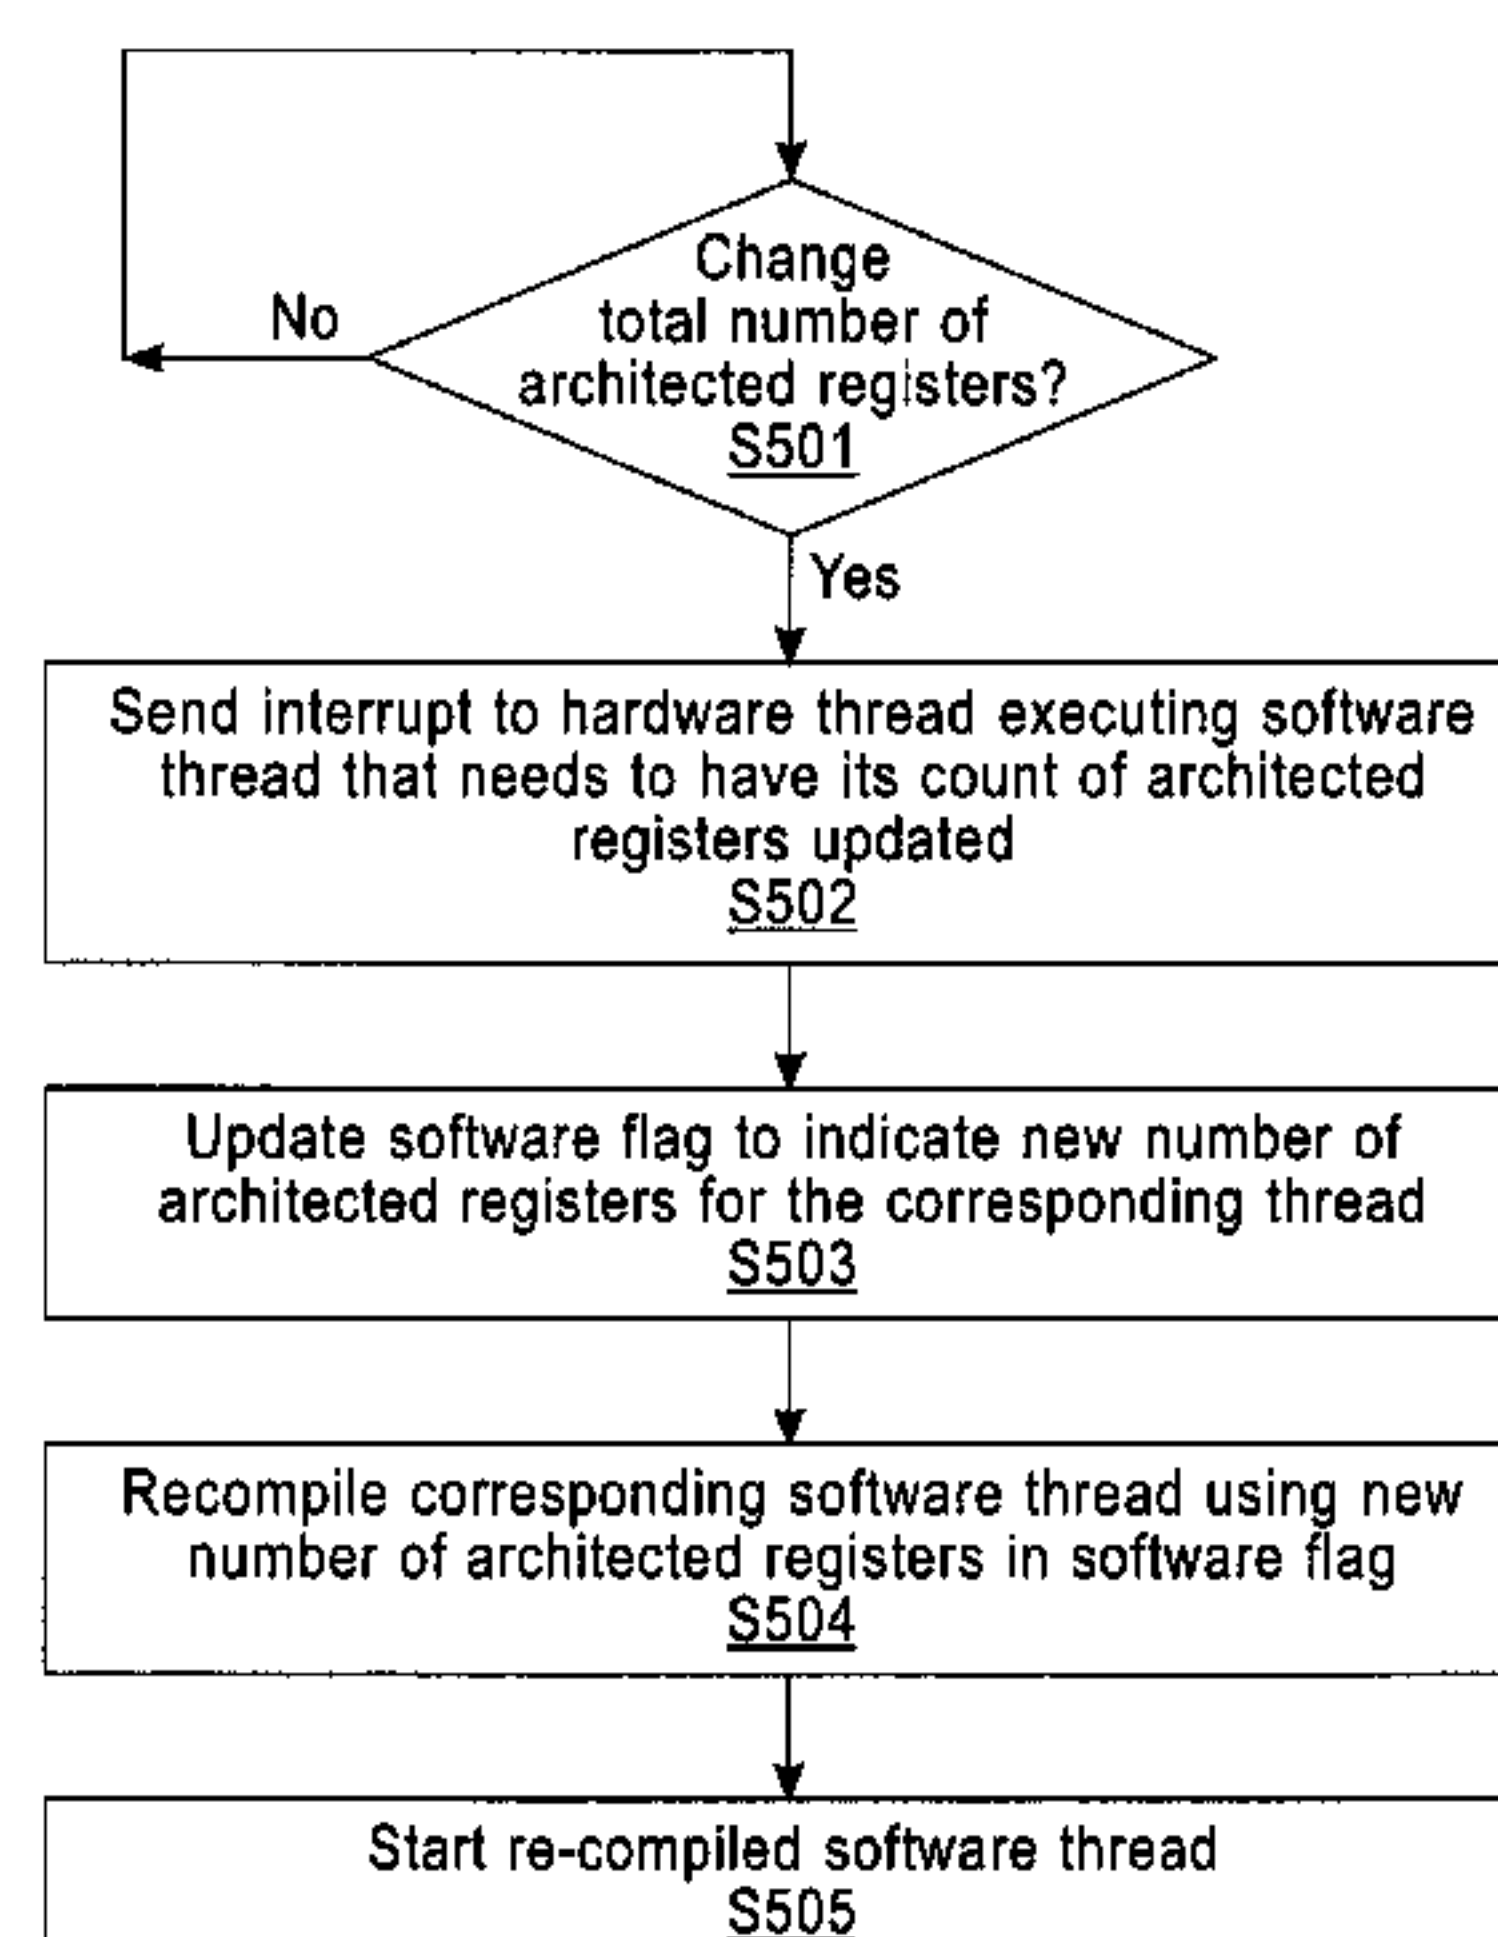 Change
total number of
architected registers?
S501
No
Yes
Send interrupt to hardware thread executing software
thread that needs to have its count of architected
registers updated
S502
Update software flag to indicate new number of
architected registers for the corresponding thread
S503
Recompile corresponding software thread using new
number of architected registers in software flag
S504
Start re-compiled software thread
S505